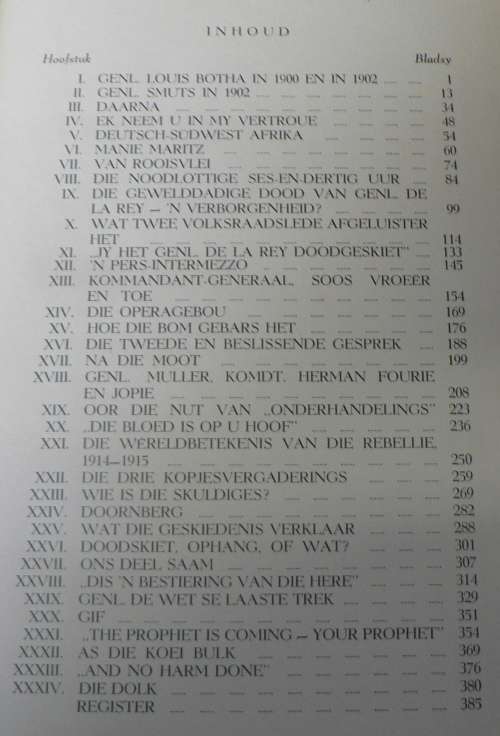 INHOUD
Hoofstuk Bladsy
I. GENL. LOUIS BOTHA IN 1900 EN IN 1902 1
II. GENL. SMUTS IN 1902 13
III. DAARNA 34
IV. EK NEEM U IN MY VERTROUE 48
V. DEUTSCH-SÜDWEST AFRIKA 54
VI. MANIE MARITZ 60
VII. VAN ROOISVLEI 74
VIII. DIE NOODLOTTIGE SES-EN-DERTIG UUR 84
IX. DIE GEWELDDADIGE DOOD VAN GENL. DE
LA REY — 'N VERBORGENHEID? 99
X. WAT TWEE VOLKSRAADSLEDE AFGELUISTER
HET 114
XI. „JY HET GENL. DE LA REY DOODGESKIET” 133
XII. 'N PERS-INTERMEZZO 145
XIII. KOMMANDANT-GENERAAL, SOOS VROEËR
EN TOE 154
XIV. DIE OPERAGEBOU 169
XV. HOE DIE BOM GEBARS HET 176
XVI. DIE TWEEDE EN BESLISSENDE GESPREK 188
XVII. NA DIE MOOT 199
XVIII. GENL. MULLER, KOMDT. HERMAN FOURIE
EN JOPIE 208
XIX. OOR DIE NUT VAN „ONDERHANDELINGS” 223
XX. „DIE BLOED IS OP U HOOF” 236
XXI. DIE WÊRELDBETEKENIS VAN DIE REBELLIE,
1914—1915 250
XXII. DIE DRIE KOPJESVERGADERINGS 259
XXIII. WIE IS DIE SKULDIGES? 269
XXIV. DOORNBERG 282
XXV. WAT DIE GESKIEDENIS VERKLAAR 288
XXVI. DOODSKIET, OPHANG, OF WAT? 301
XXVII. ONS DEEL SAAM 307
XXVIII. „DIS 'N BESTIERING VAN DIE HERE” 314
XXIX. GENL. DE WET SE LAASTE TREK 329
XXX. GIF 351
XXXI. „THE PROPHET IS COMING — YOUR PROPHET” 354
XXXII. AS DIE KOEI BULK 369
XXXIII. „AND NO HARM DONE” 376
XXXIV. DIE DOLK 380
REGISTER 385